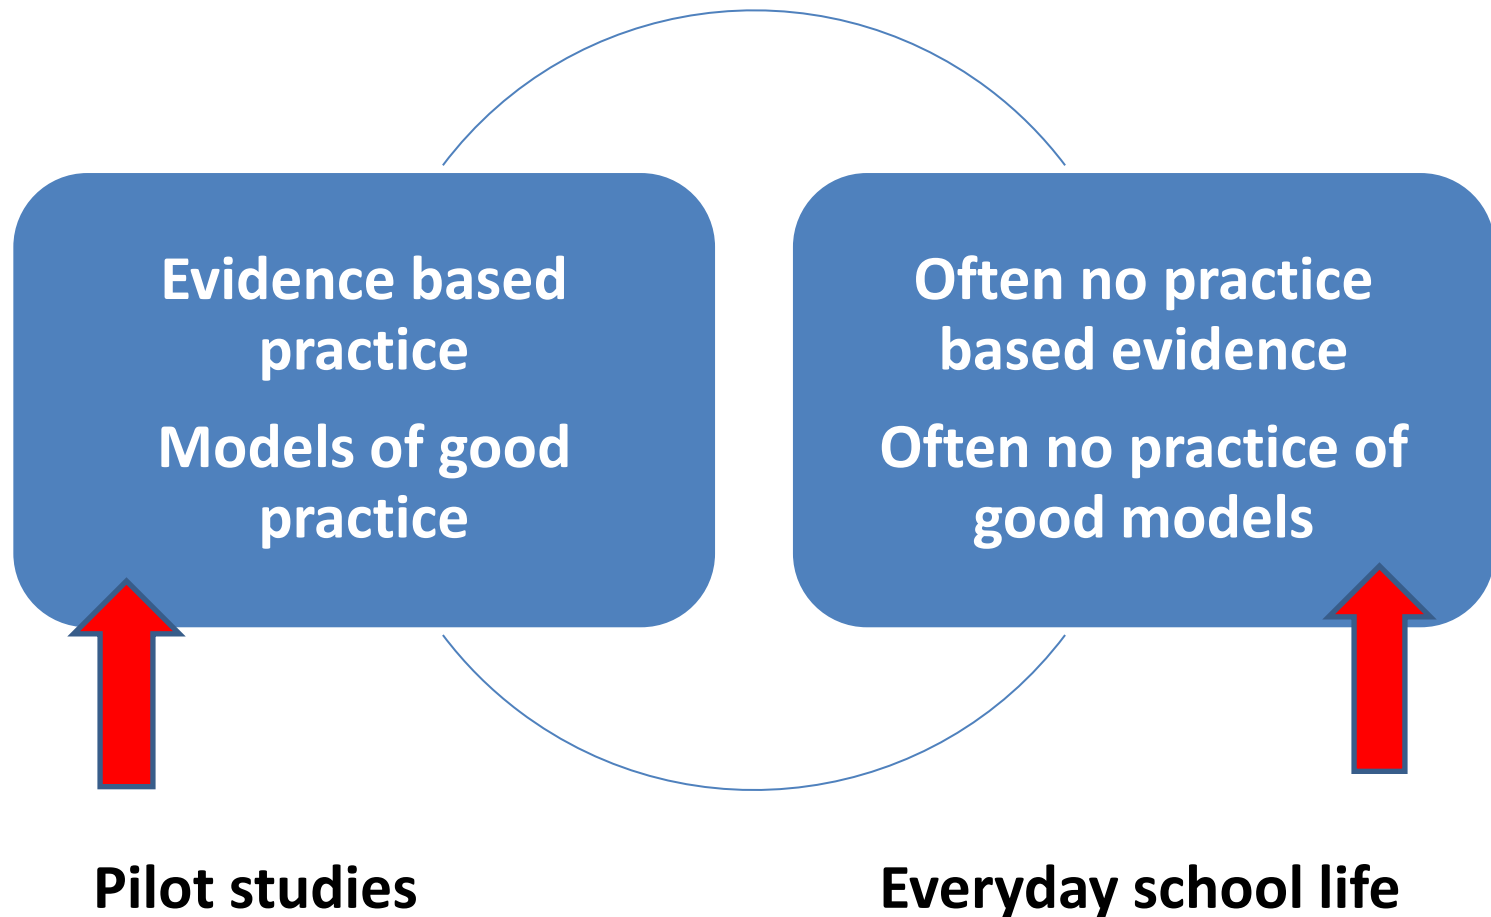 Evidence based
practice
Models of good
practice
Often no practice
based evidence
Often no practice of
good models
Pilot studies
Everyday school life